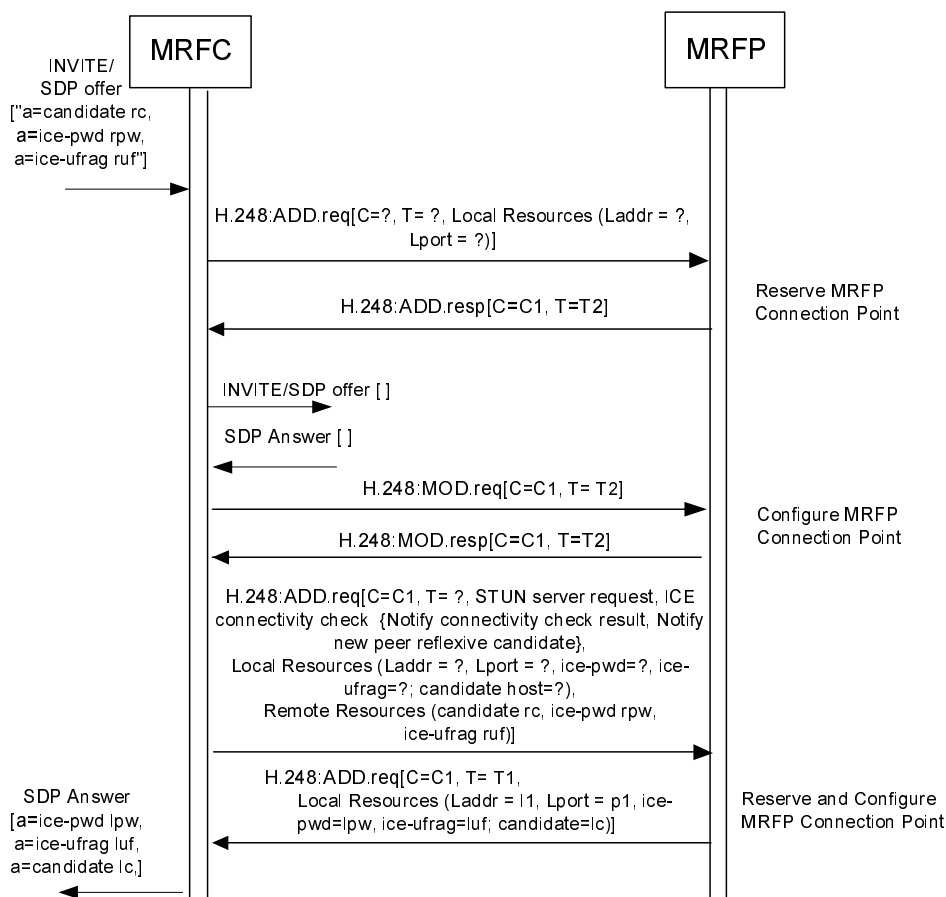 MRFC
MRFP
INVITE/
SDP offer
["a=candidate rc,
a=ice-pwd rpw,
a=ice-ufrag ruf"]
H.248:ADD.req[C=?, T= ?, Local Resources (Laddr = ?,
Lport = ?)]
Reserve MRFP
Connection Point
H.248:ADD.resp[C=C1, T=T2]
INVITE/SDP offer [ ]
SDP Answer [ ]
H.248:MOD.req[C=C1, T= T2]
Configure MRFP
Connection Point
H.248:MOD.resp[C=C1, T=T2]
H.248:ADD.req[C=C1, T= ?, STUN server request, ICE
connectivity check {Notify connectivity check result, Notify
new peer reflexive candidate},
Local Resources (Laddr = ?, Lport = ?, ice-pwd=?, ice-
ufrag=?; candidate host=?),
Remote Resources (candidate rc, ice-pwd rpw,
ice-ufrag ruf)]
H.248:ADD.req[C=C1, T= T1,
Local Resources (Laddr = l1, Lport = p1, ice-
pwd=lpw, ice-ufrag=luf; candidate=lc)]
Reserve and Configure
MRFP Connection Point
SDP Answer
[a=ice-pwd lpw,
a=ice-ufrag luf,
a=candidate lc,]